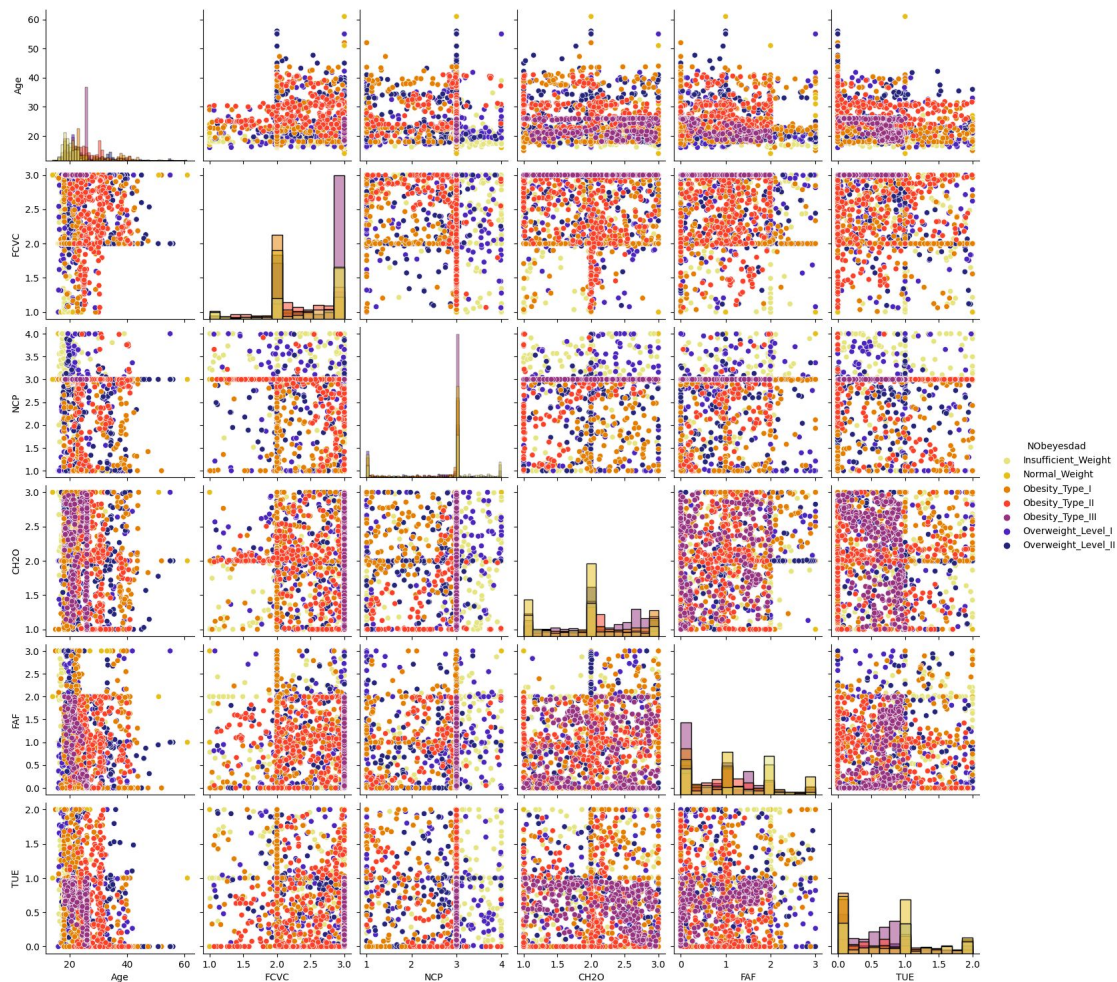 60
50
40
30
20
Age
3.0
2.5
2.0
1.5
1.0
FCVC
4.0
3.5
3.0
2.5
2.0
1.5
1.0
NCP
3.0
2.5
2.0
1.5
1.0
CH2O
3.0
2.5
2.0
1.5
1.0
0.5
0.0
FAF
2.0
1.5
1.0
0.5
0.0
TUE
20 40 60
Age
1.0 1.5 2.0 2.5 3.0
FCVC
1 2 3 4
NCP
1.0 1.5 2.0 2.5 3.0
CH2O
0 1 2 3
FAF
0.0 0.5 1.0 1.5 2.0
TUE
NObeyesdad
Insufficient_Weight
Normal_Weight
Obesity_Type_I
Obesity_Type_II
Obesity_Type_III
Overweight_Level_I
Overweight_Level_II